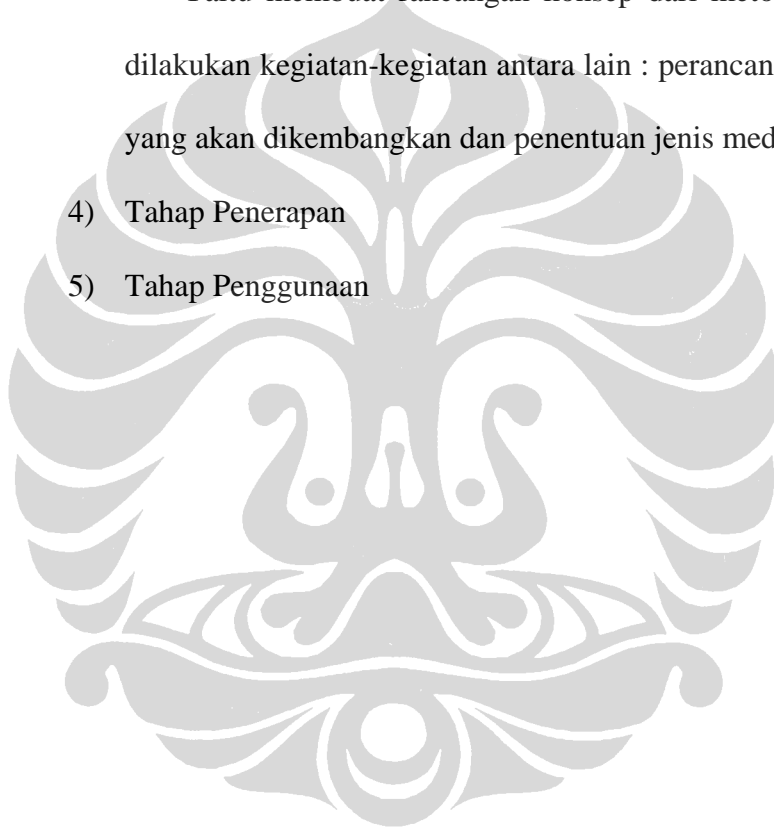 dilakukan kegiatan-kegiatan antara lain : perancan
yang akan dikembangkan dan penentuan jenis med
4) Tahap Penerapan
5) Tahap Penggunaan